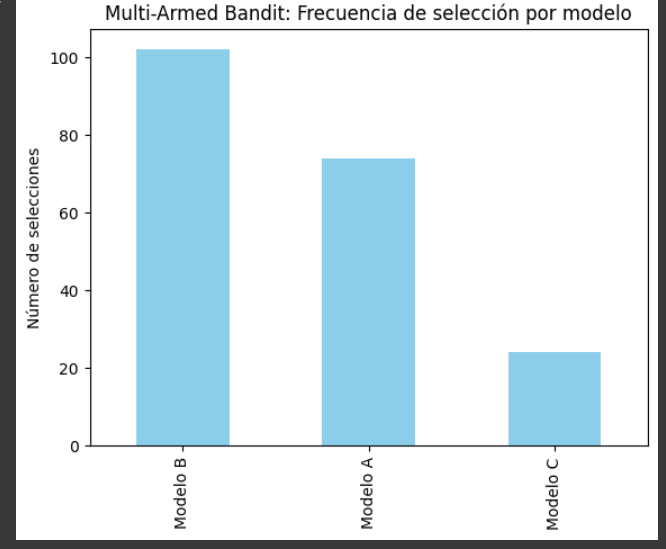 Multi-Armed Bandit: Frecuencia de selección por modelo
Número de selecciones
100
80
60
40
20
0
Modelo B
Modelo A
Modelo C